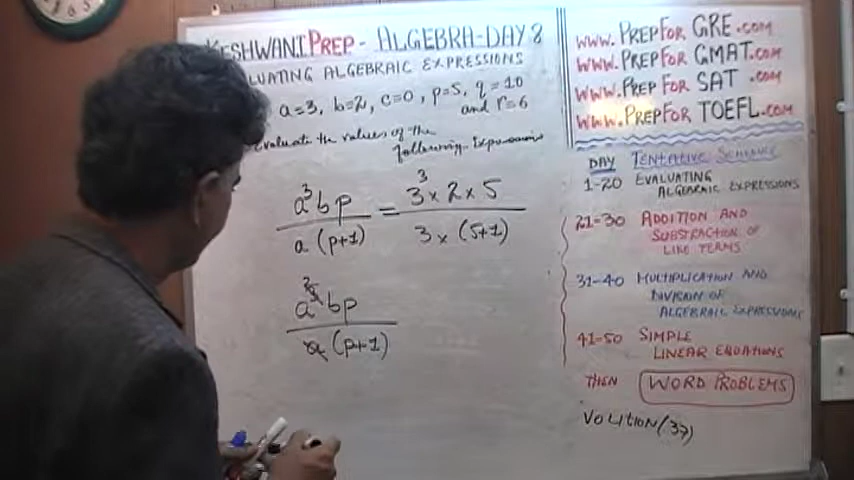 KESHWANI PREP - ALGEBRA-DAY 8
EVALUATING ALGEBRAIC EXPRESSIONS
a=3, b=2, c=0, p=5, q=10
and r=6
Evaluate the values of the
following Expressions
a³bp / a(p+1) = 3³ × 2 × 5 / 3 × (5+1)
bp
(p+1)
www.PREPFOR GRE.COM
www.PREPFOR GMAT.COM
www.PREPFOR SAT.COM
www.PREPFOR TOEFL.COM
DAY TENTATIVE SCHEDULE
1-20 EVALUATING
ALGEBRAIC EXPRESSIONS
21-30 ADDITION AND
SUBSTRACTION OF
LIKE TERMS
31-40 MULTIPLICATION AND
DIVISION OF
ALGEBRAIC EXPRESSIONS
41-50 SIMPLE
LINEAR EQUATIONS
THEN WORD PROBLEMS
VOLITION(37)